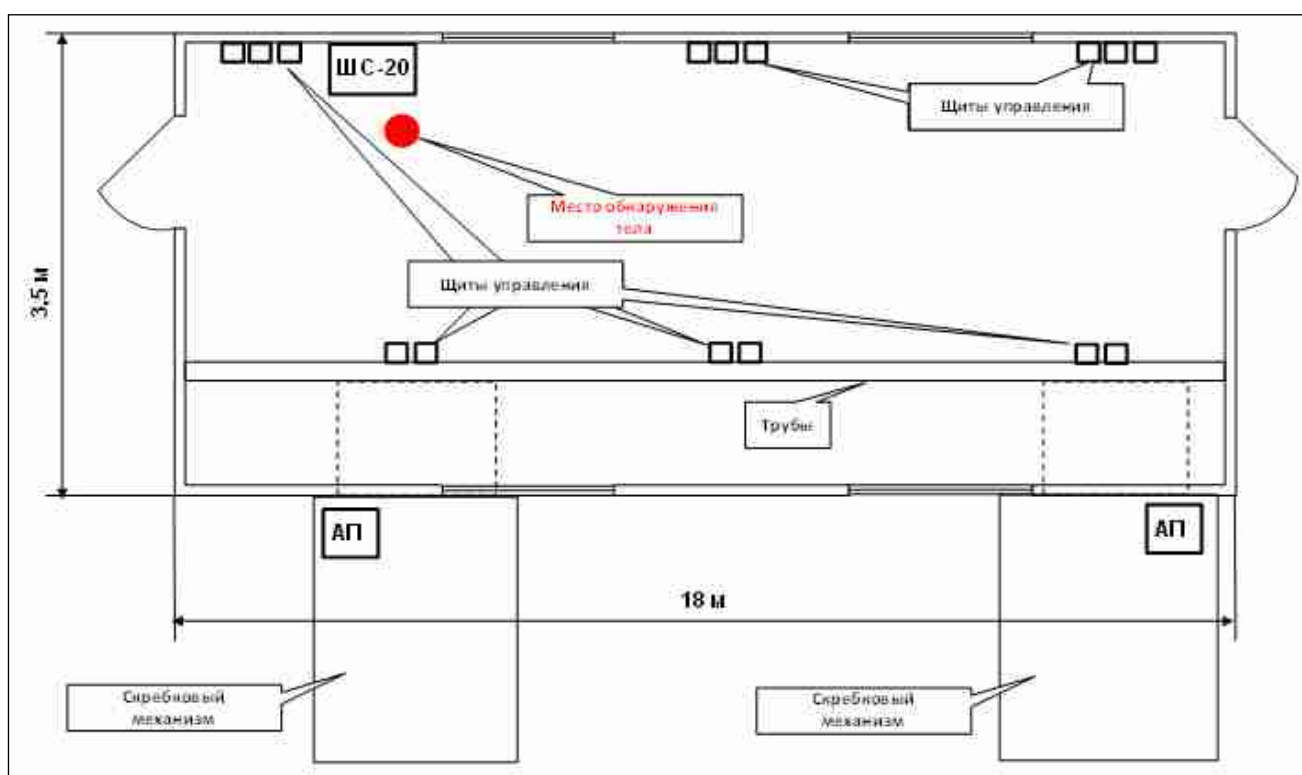 ШС-20
Щиты управления
Место обнаружения
тела
3.5 м
Щиты управления
Трубы
АП
АП
18 м
Скребковый
механизм
Скребковый
механизм